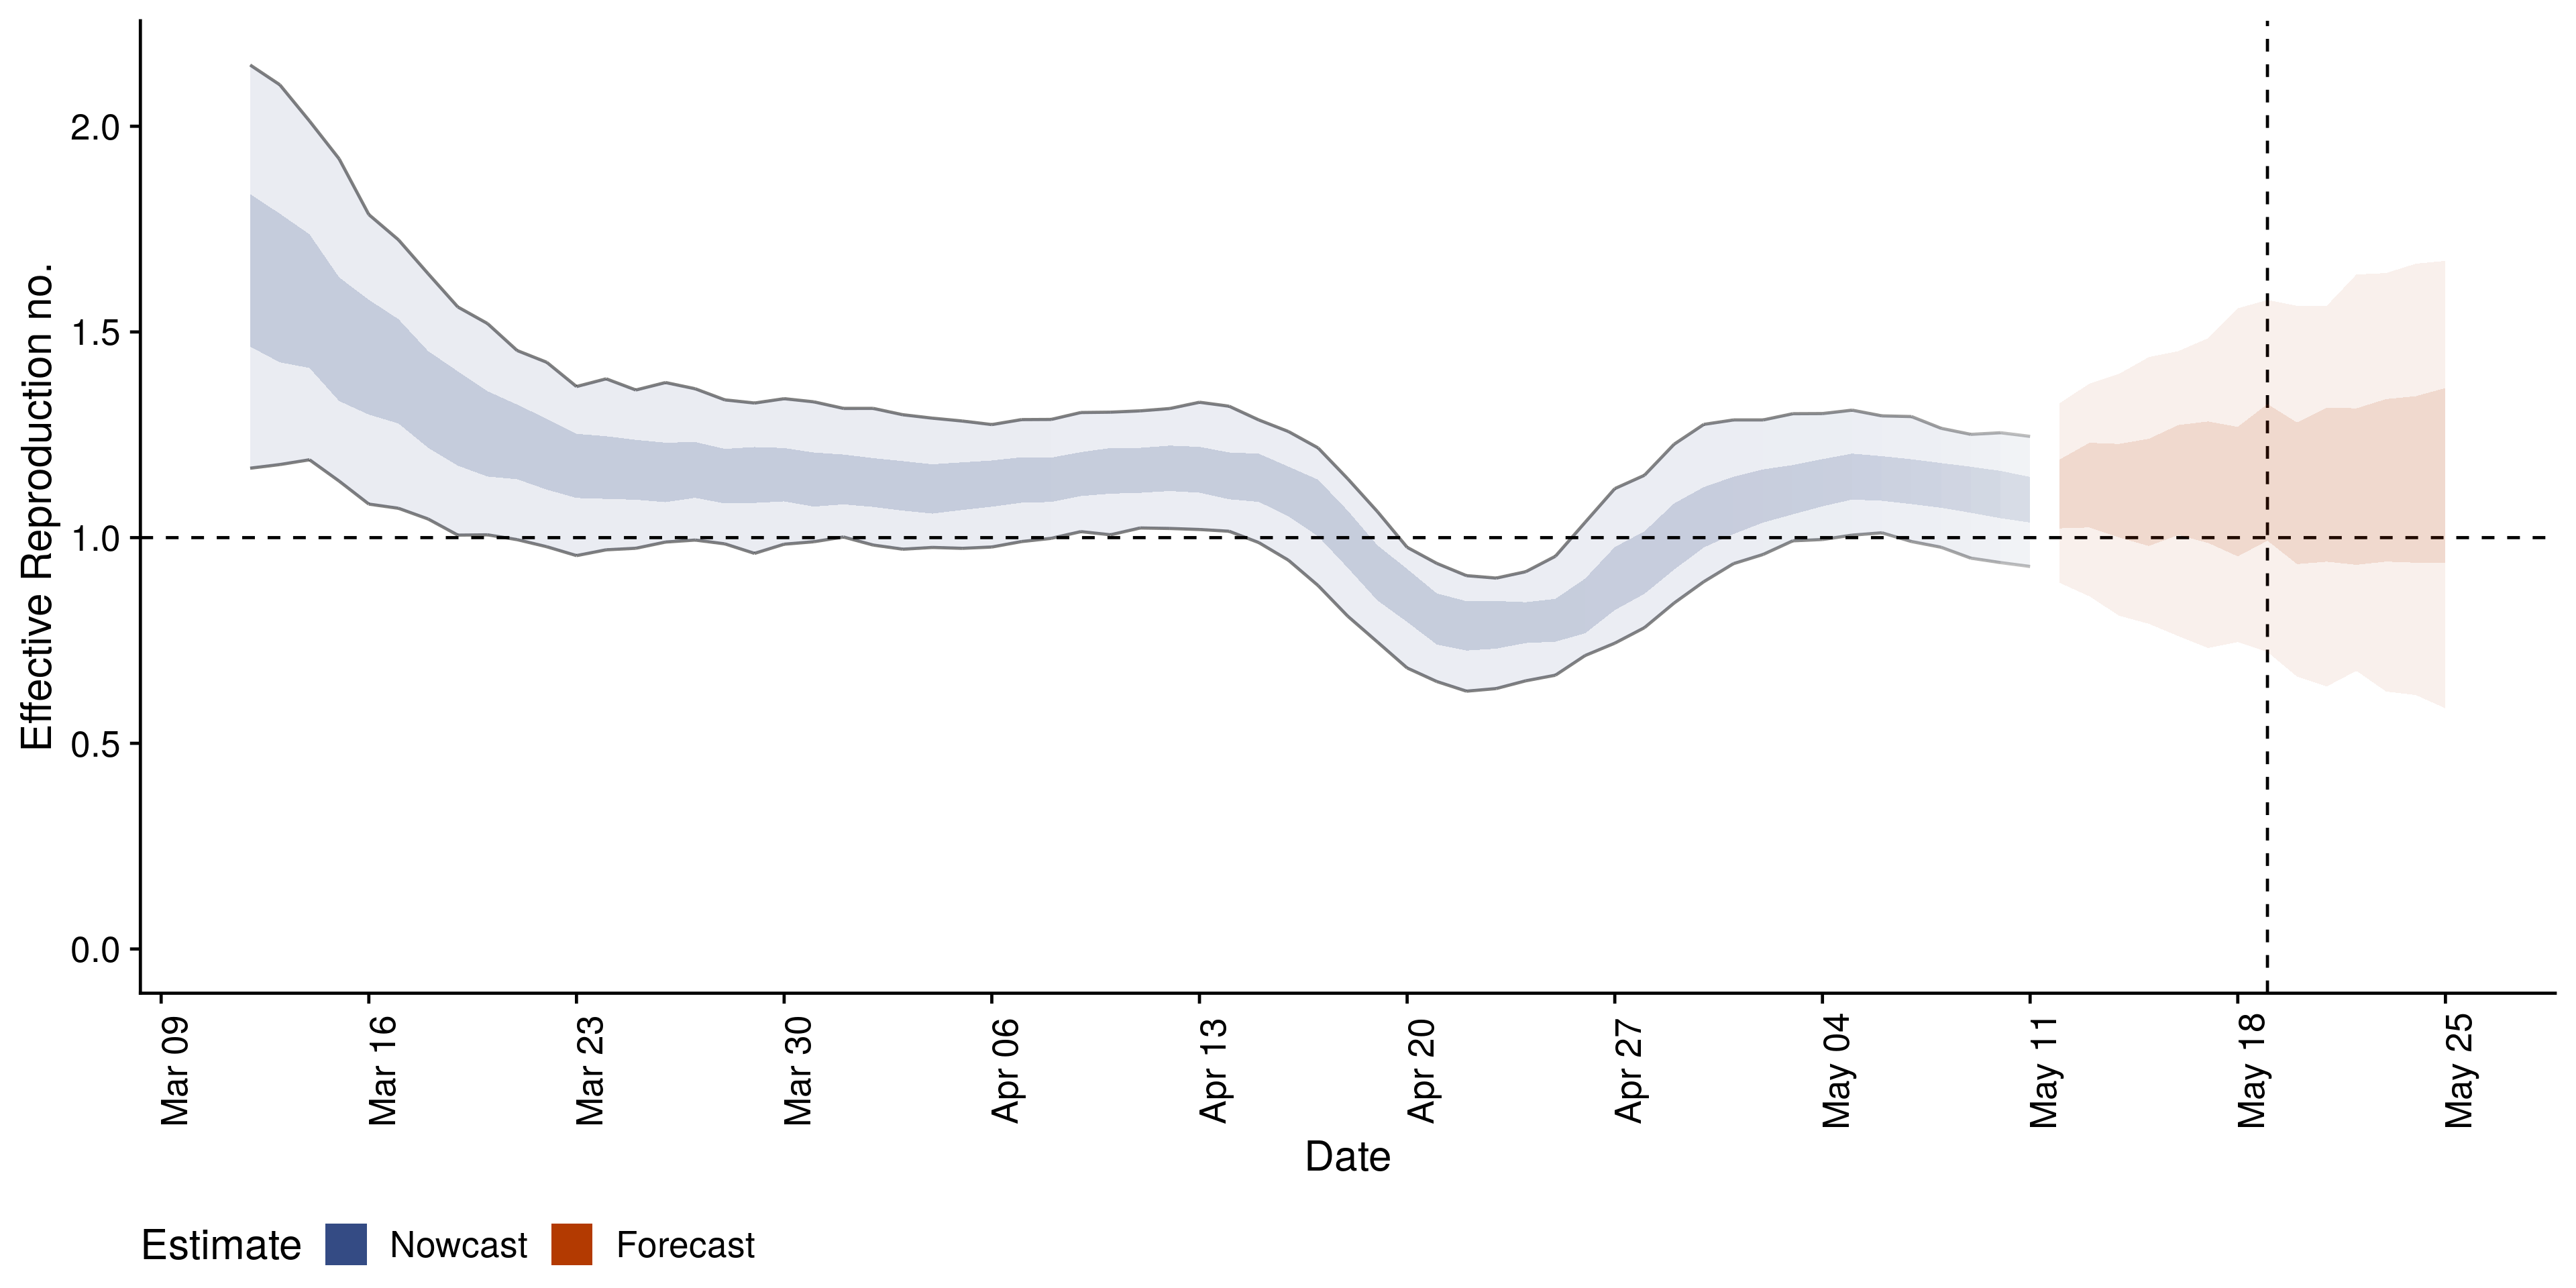 Effective Reproduction no.
2.0
1.5
1.0
0.5
0.0
Mar 09
Mar 16
Mar 23
Mar 30
Apr 06
Apr 13
Apr 20
Apr 27
May 04
May 11
May 18
May 25
Date
Estimate Nowcast Forecast